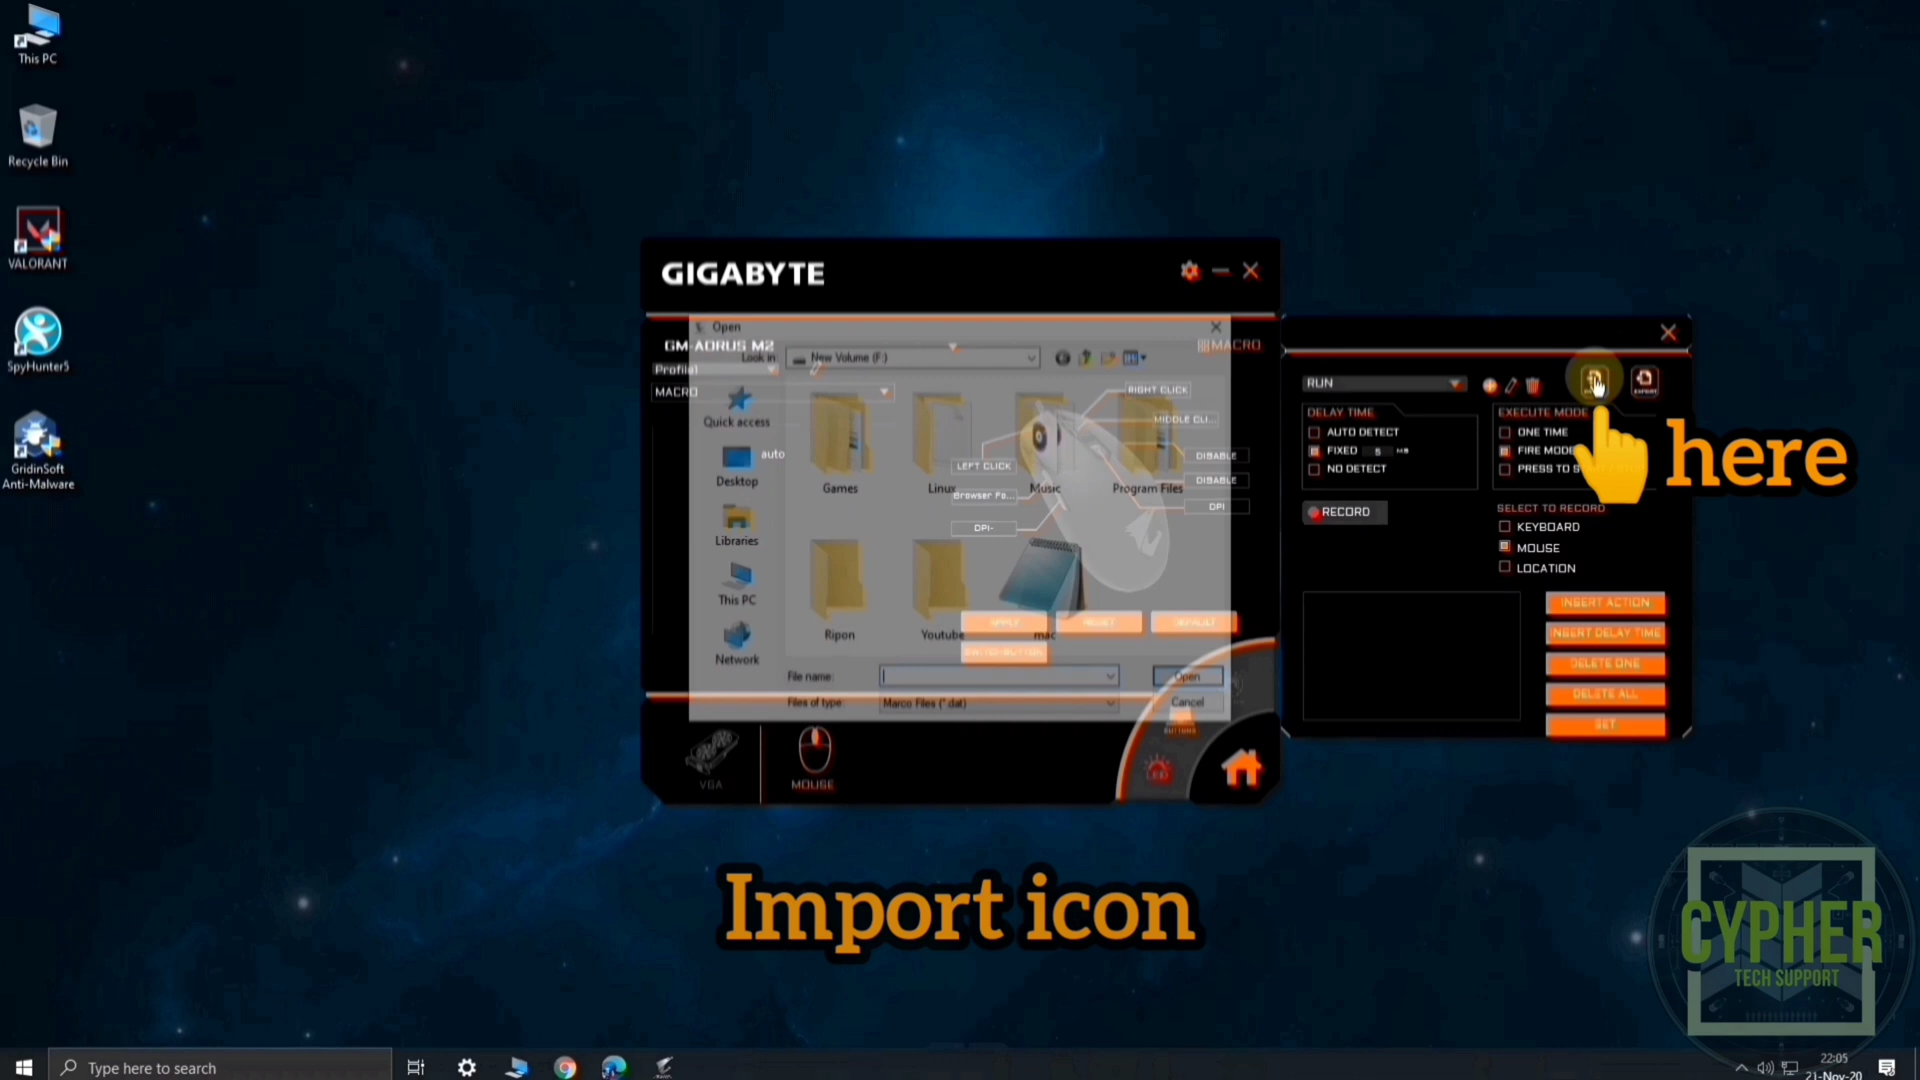 This PC
Recycle Bin
VALORANT
SpyHunter5
GridinSoft
Anti-Malware
GIGABYTE
Open
GM-AORUS M2
Look in:
New Volume (F:)
MACRO
Profile1
MACRO
Quick access
auto
Desktop
Libraries
This PC
Network
Games
Linux
Music
Program Files
Ripon
Youtube
mac
RIGHT CLICK
MIDDLE CLI...
LEFT CLICK
DISABLE
Browser Fo...
DISABLE
DPI
DPI-
APPLY
RESET
DEFAULT
SWITCH BUTTON
File name:
Open
Files of type:
Marco Files (*.dat)
Cancel
BUTTONS
LED
VGA
MOUSE
RUN
EXPORT
DELAY TIME
AUTO DETECT
FIXED 5 MS
NO DETECT
EXECUTE MODE
ONE TIME
FIRE MODE
PRESS TO
here
RECORD
SELECT TO RECORD
KEYBOARD
MOUSE
LOCATION
INSERT ACTION
INSERT DELAY TIME
DELETE ONE
DELETE ALL
SET
Import icon
CYPHER
TECH SUPPORT
Type here to search
22:05
21-Nov-20